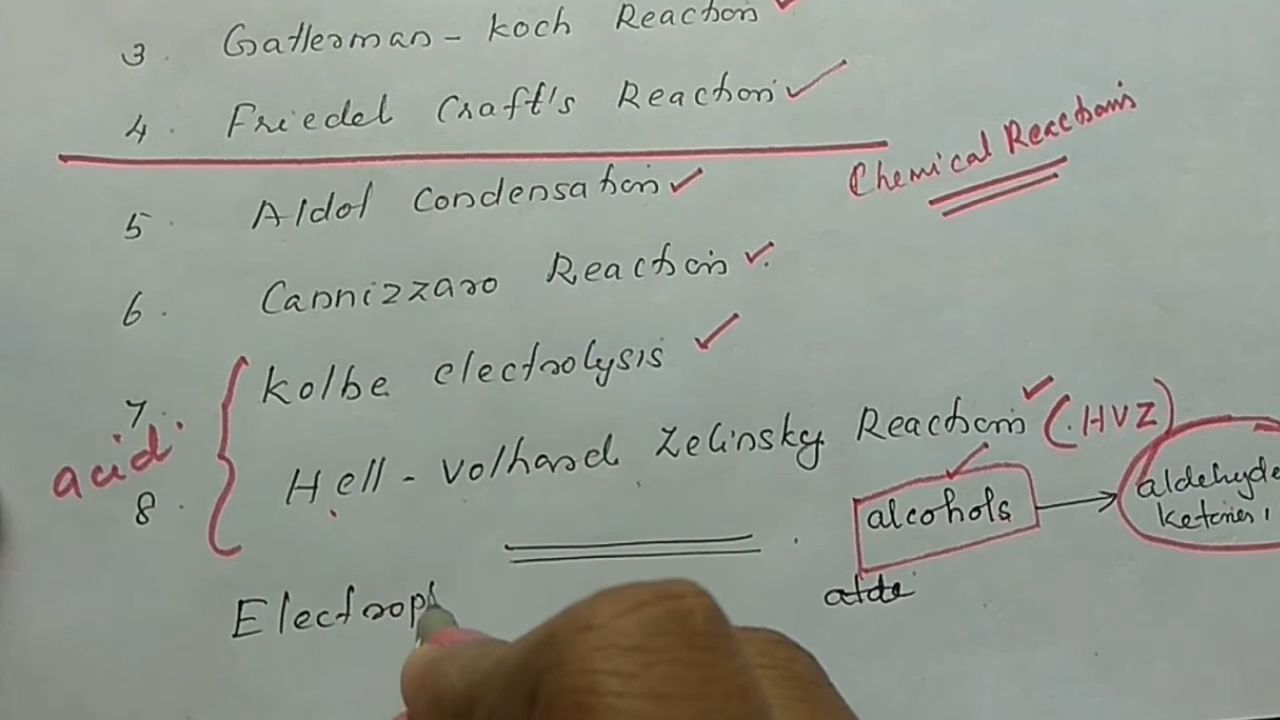 3. Gatterman - Koch Reaction
4. Friedel Craft's Reaction
Chemical Reactions
5. Aldol Condensation
6. Cannizzaro Reaction
7. Kolbe electrolysis
acid.
8. Hell - Volhard Zelinsky Reaction (HVZ)
alcohols
aldehyde
ketones,
alde
Electrop